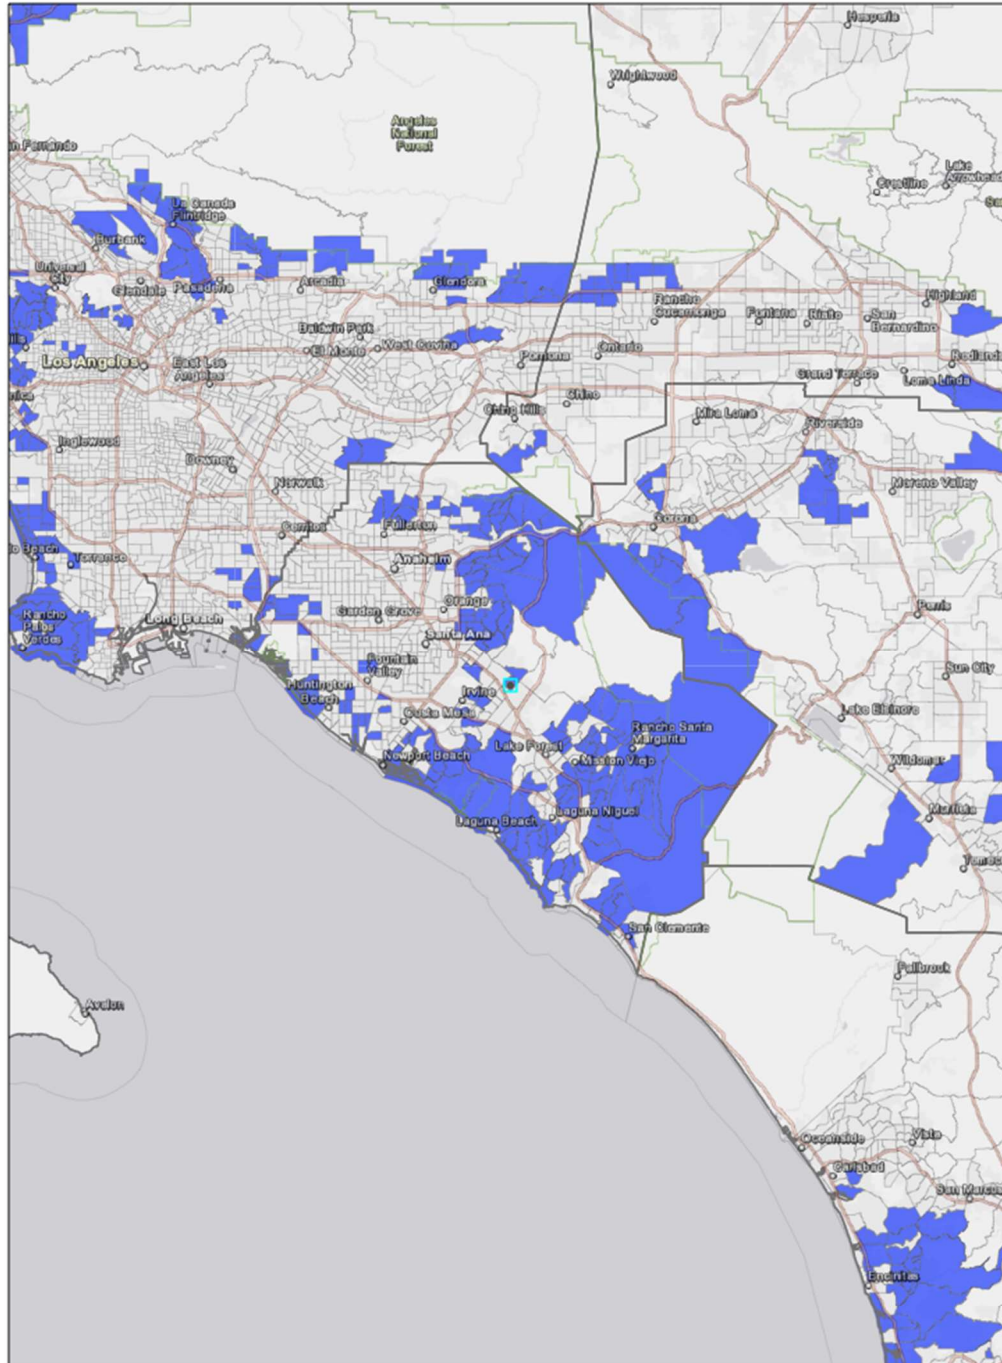 Hesperia
Wrightwood
Angeles
National
Forest
Lake
Arrowhead
Crestline
San Fernando
La Canada
Flintridge
Burbank
Universal
City
Glendale
Pasadena
Arcadia
Glendora
Rancho
Cucamonga
Fontana
Rialto
San
Bernardino
Highland
Baldwin Park
El Monte
West Covina
Los Angeles
East Los
Angeles
Pomona
Ontario
Grand Terrace
Loma Linda
Redlands
Chino Hills
Chino
Mira Loma
Riverside
Inglewood
Downey
Norwalk
Moreno Valley
Cerritos
Fullerton
Corona
Torrance
Anaheim
Orange
Garden Grove
Perris
Rancho
Palos
Verdes
Long Beach
Santa Ana
Fountain
Valley
Sun City
Huntington
Beach
Irvine
Costa Mesa
Lake Elsinore
Rancho Santa
Margarita
Lake Forest
Mission Viejo
Newport Beach
Wildomar
Laguna Beach
Laguna Niguel
Murrieta
San Clemente
Fallbrook
Avalon
Oceanside
Vista
Carlsbad
San Marcos
Encinitas